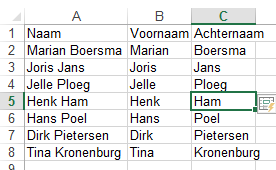 A B C
1 Naam Voornaam Achternaam
2 Marian Boersma Marian Boersma
3 Joris Jans Joris Jans
4 Jelle Ploeg Jelle Ploeg
5 Henk Ham Henk Ham
6 Hans Poel Hans Poel
7 Dirk Pietersen Dirk Pietersen
8 Tina Kronenburg Tina Kronenburg